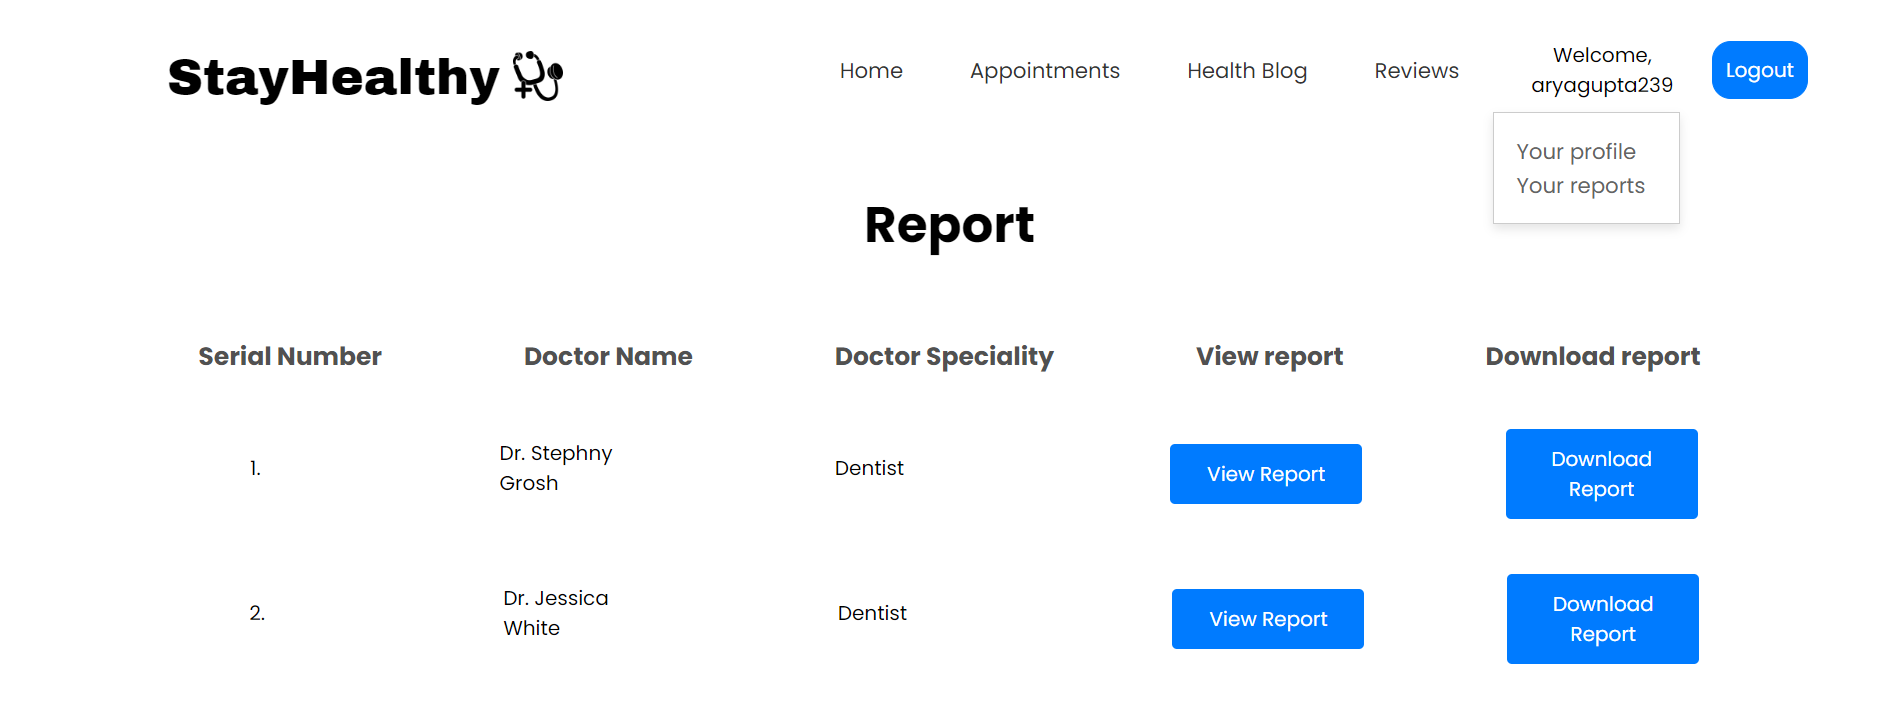 StayHealthy
Home Appointments Health Blog Reviews
Welcome,
aryagupta239
Logout
Your profile
Your reports
Report
Serial Number Doctor Name Doctor Speciality View report Download report
1.
Dr. Stephny
Grosh
Dentist
View Report
Download
Report
2.
Dr. Jessica
White
Dentist
View Report
Download
Report